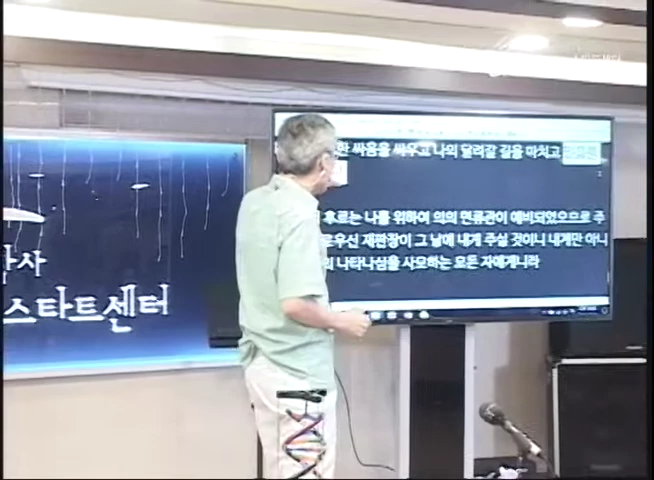 한 싸움을 싸우고 나의 달려갈 길을 마치고
후로는 나를 위하여 의의 면류관이 예비되었으므로 주
로우신 재판장이 그 날에 내게 주실 것이니 내게만 아니
의 나타나심을 사모하는 모든 자에게니라
스타트센터